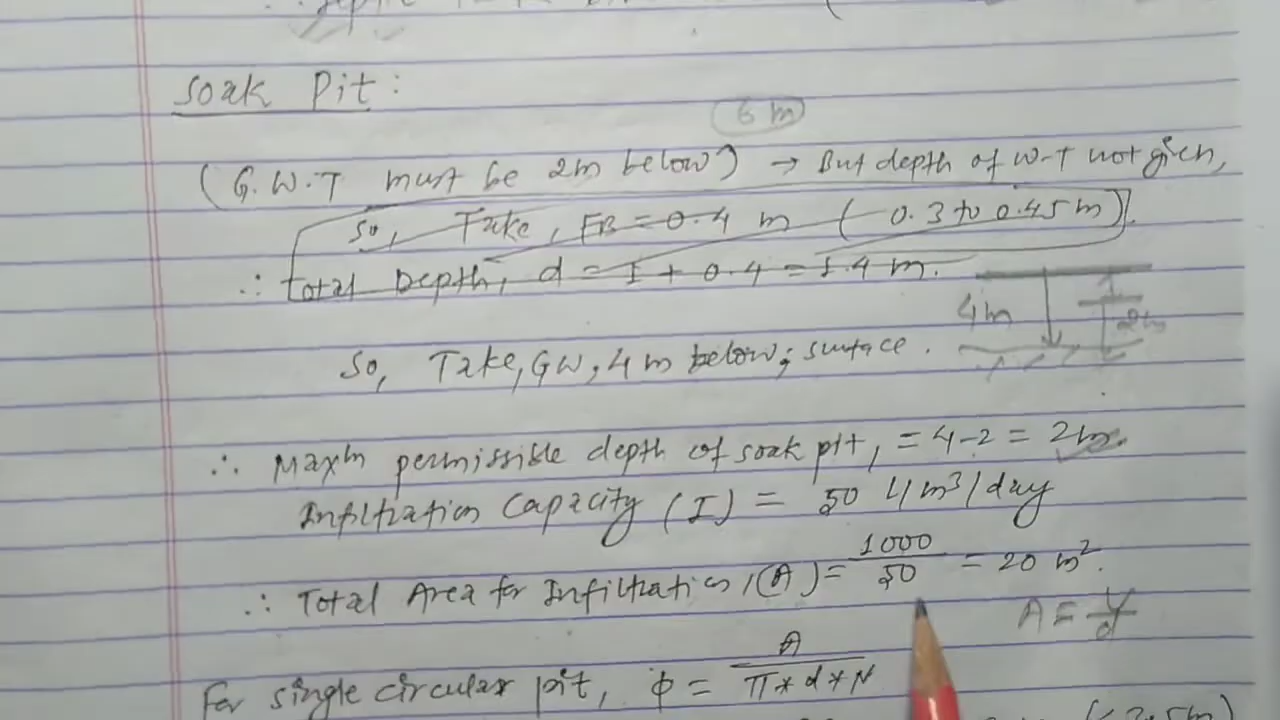 Soak Pit:
6 m
(G.W.T must be 2m below) → But depth of W.T not given,
So, Take, FB = 0.4 m (0.3 to 0.45m)
∴ Total Depth, d = 1 + 0.4 = 1.4 m.
4m
2m
So, Take, GW, 4 m below; surface.
∴ Maxᵐ permissible depth of soak pit, = 4-2 = 2m.
Infiltration Capacity (I) = 50 L/m³/day
∴ Total Area for Infiltration, (A) = 1000/50 = 20 m².
A = V/d
For single circular pit, φ = A/π*d*N